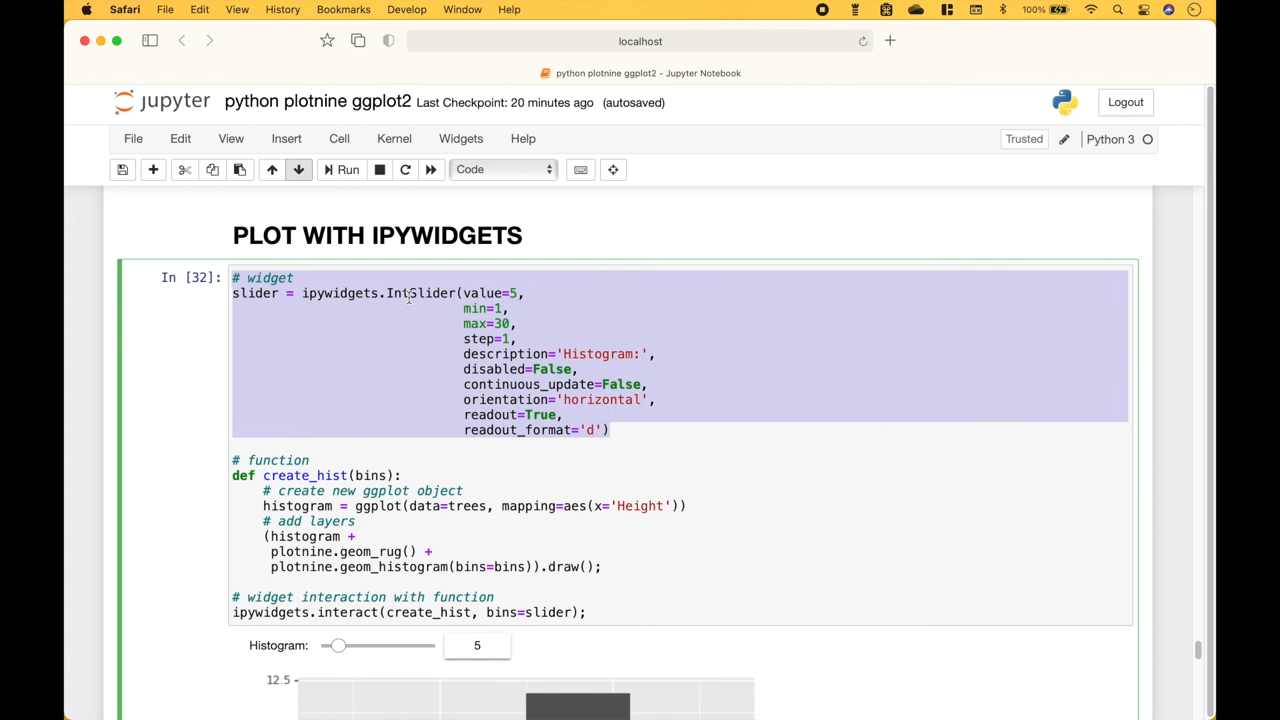 Safari File Edit View History Bookmarks Develop Window Help 100%
localhost
python plotnine ggplot2 - Jupyter Notebook
jupyter python plotnine ggplot2 Last Checkpoint: 20 minutes ago (autosaved) Logout
File Edit View Insert Cell Kernel Widgets Help Trusted Python 3
Run Code
PLOT WITH IPYWIDGETS
In [32]: # widget
slider = ipywidgets.IntSlider(value=5,
min=1,
max=30,
step=1,
description='Histogram:',
disabled=False,
continuous_update=False,
orientation='horizontal',
readout=True,
readout_format='d')
# function
def create_hist(bins):
# create new ggplot object
histogram = ggplot(data=trees, mapping=aes(x='Height'))
# add layers
(histogram +
plotnine.geom_rug() +
plotnine.geom_histogram(bins=bins)).draw();
# widget interaction with function
ipywidgets.interact(create_hist, bins=slider);
Histogram: 5
12.5